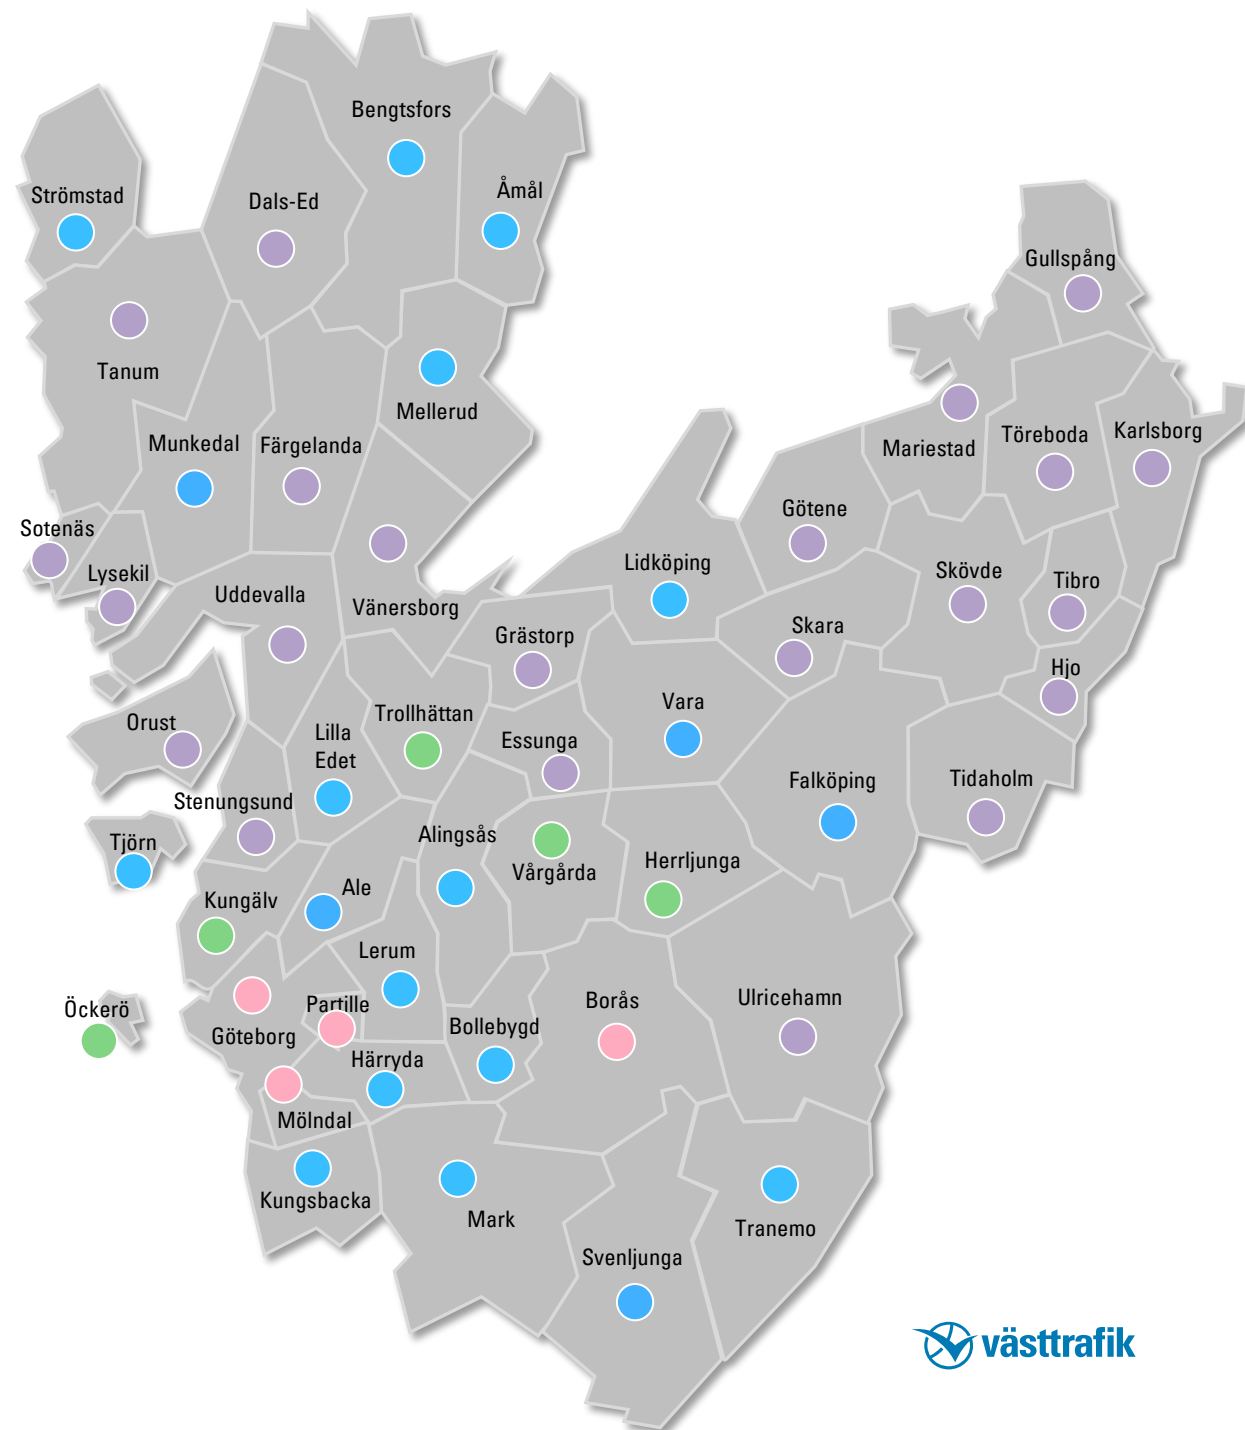 Bengtsfors
Strömstad
Dals-Ed
Åmål
Gullspång
Tanum
Mellerud
Munkedal
Färgelanda
Mariestad
Töreboda
Karlsborg
Götene
Sotenäs
Lysekil
Lidköping
Skövde
Tibro
Uddevalla
Vänersborg
Grästorp
Skara
Hjo
Orust
Trollhättan
Vara
Lilla
Edet
Essunga
Falköping
Tidaholm
Stenungsund
Tjörn
Alingsås
Vårgårda
Herrljunga
Ale
Kungälv
Lerum
Öckerö
Partille
Borås
Ulricehamn
Göteborg
Bollebygd
Härryda
Mölndal
Kungsbacka
Mark
Tranemo
Svenljunga
västtrafik